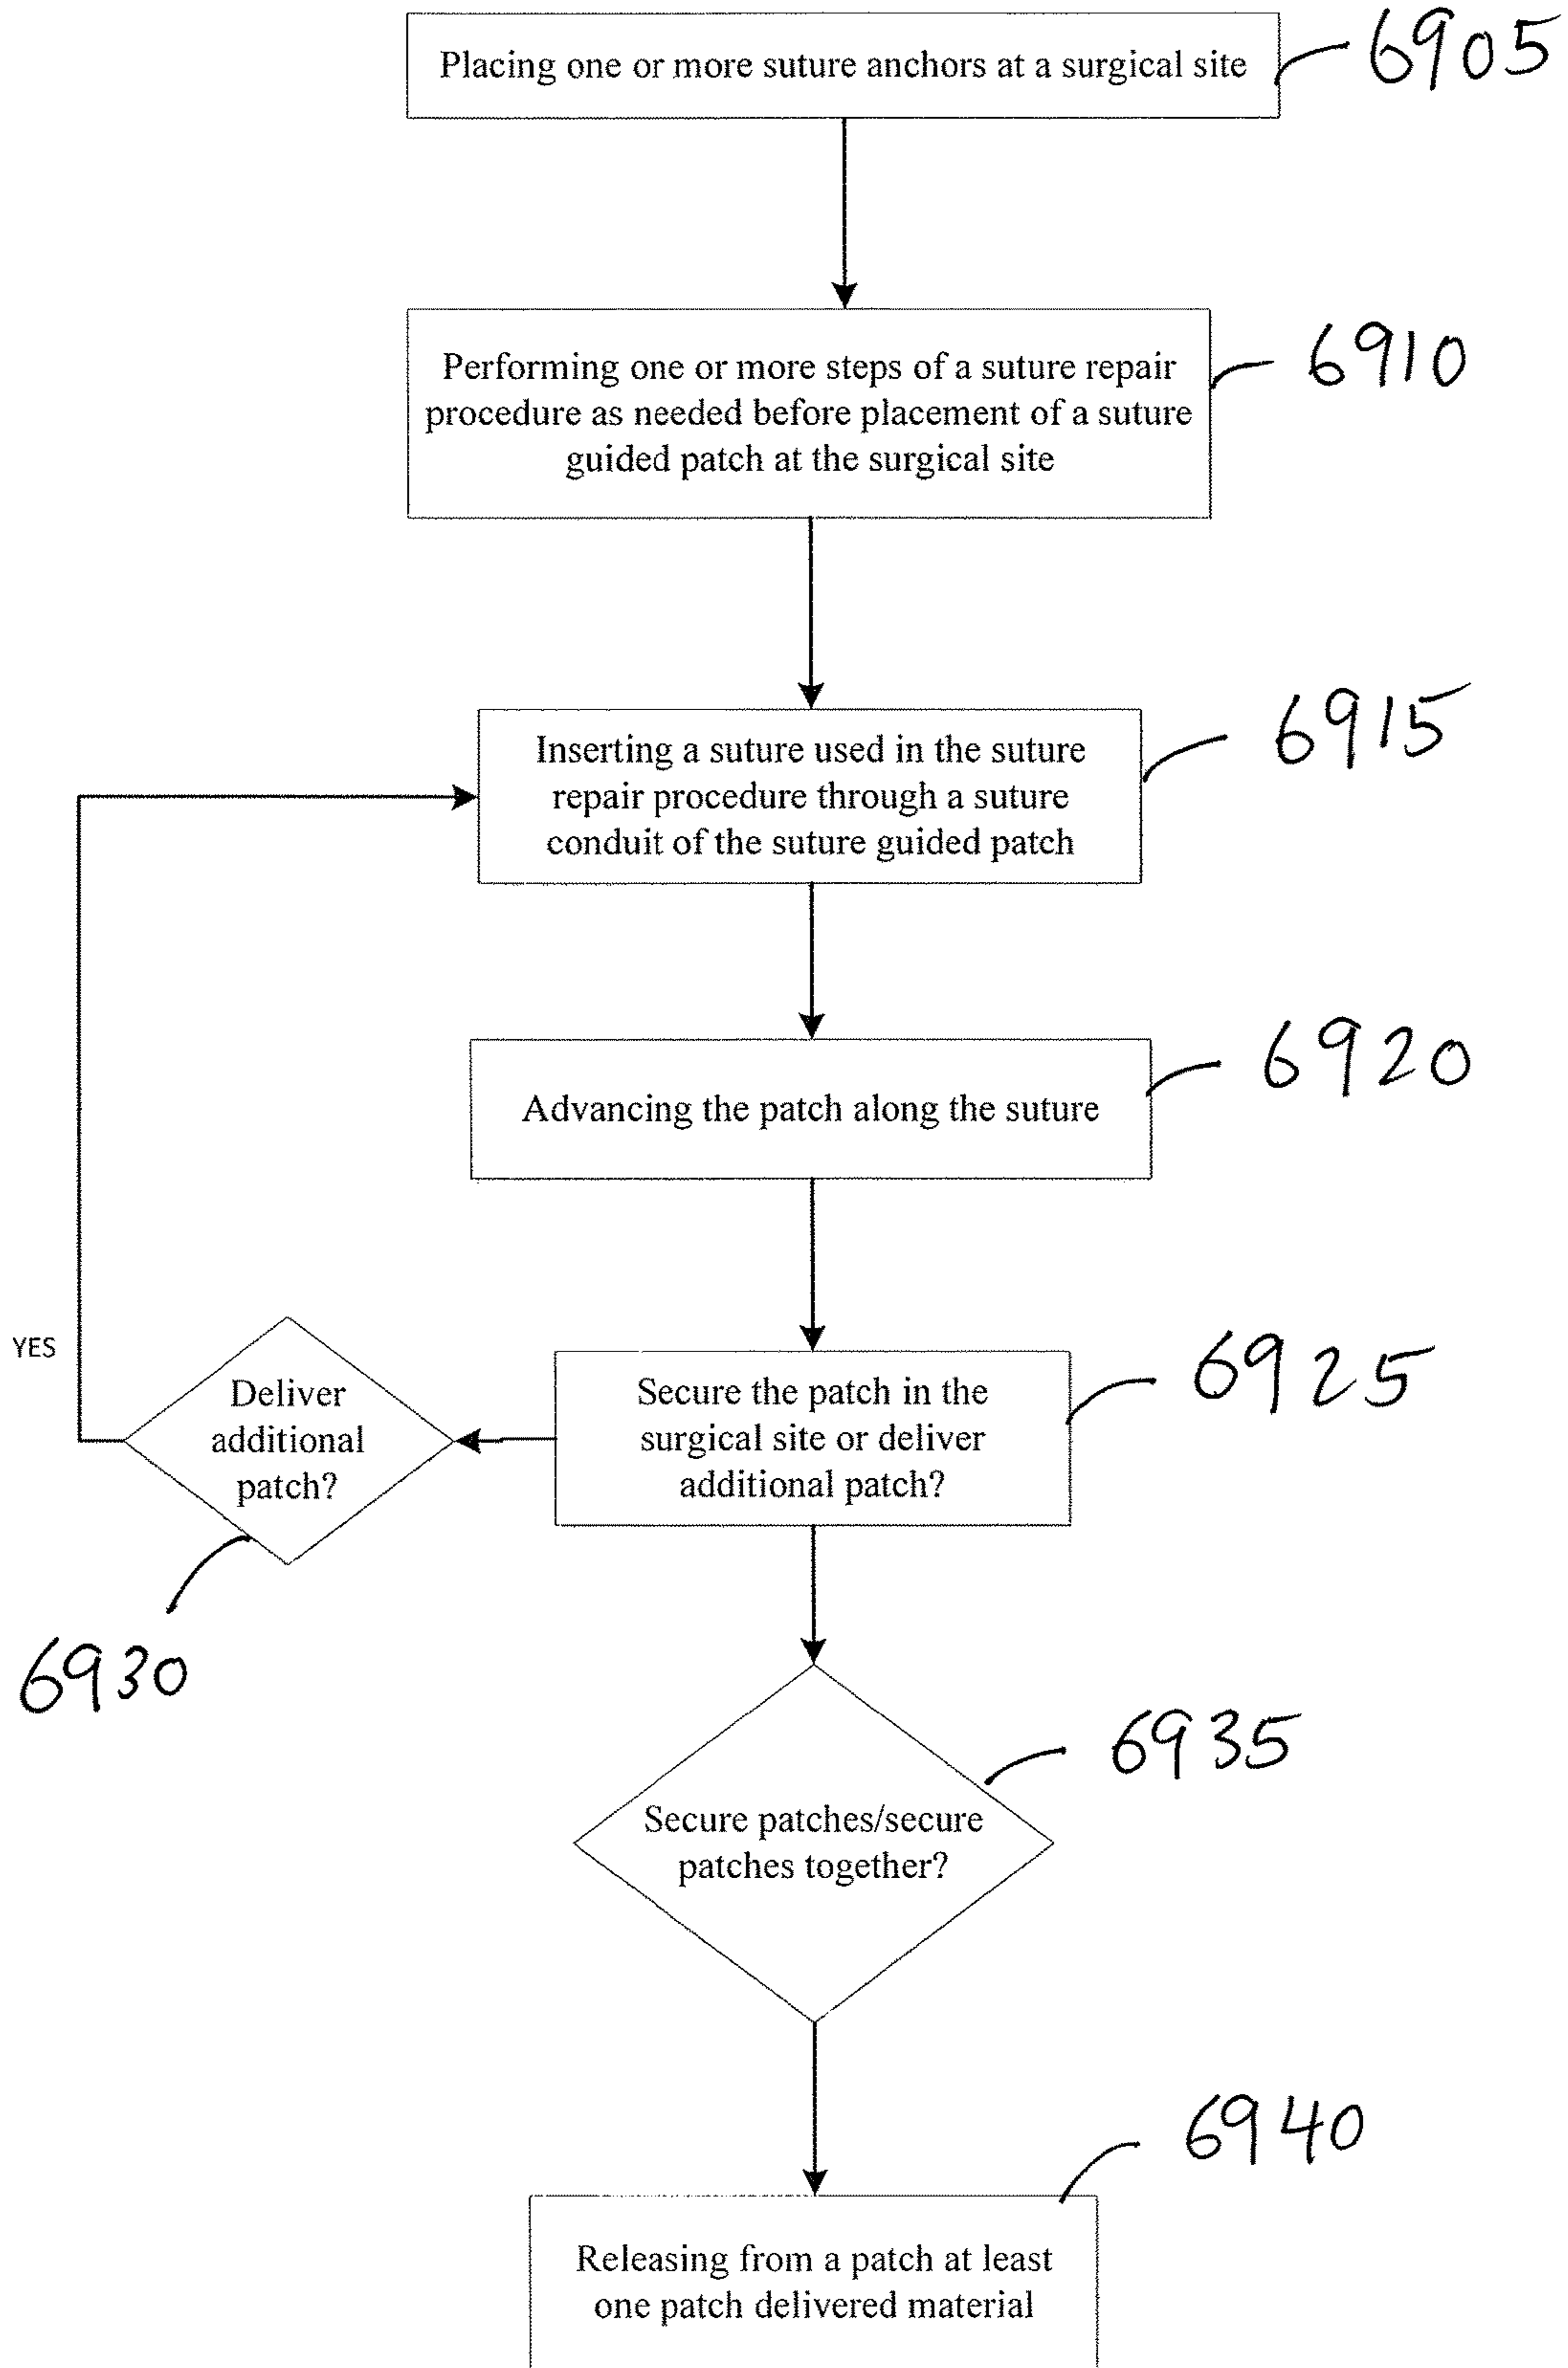 Placing one or more suture anchors at a surgical site
6905
Performing one or more steps of a suture repair
procedure as needed before placement of a suture
guided patch at the surgical site
6910
Inserting a suture used in the suture
repair procedure through a suture
conduit of the suture guided patch
6915
Advancing the patch along the suture
6920
YES
Deliver
additional
patch?
6930
Secure the patch in the
surgical site or deliver
additional patch?
6925
Secure patches/secure
patches together?
6935
Releasing from a patch at least
one patch delivered material
6940